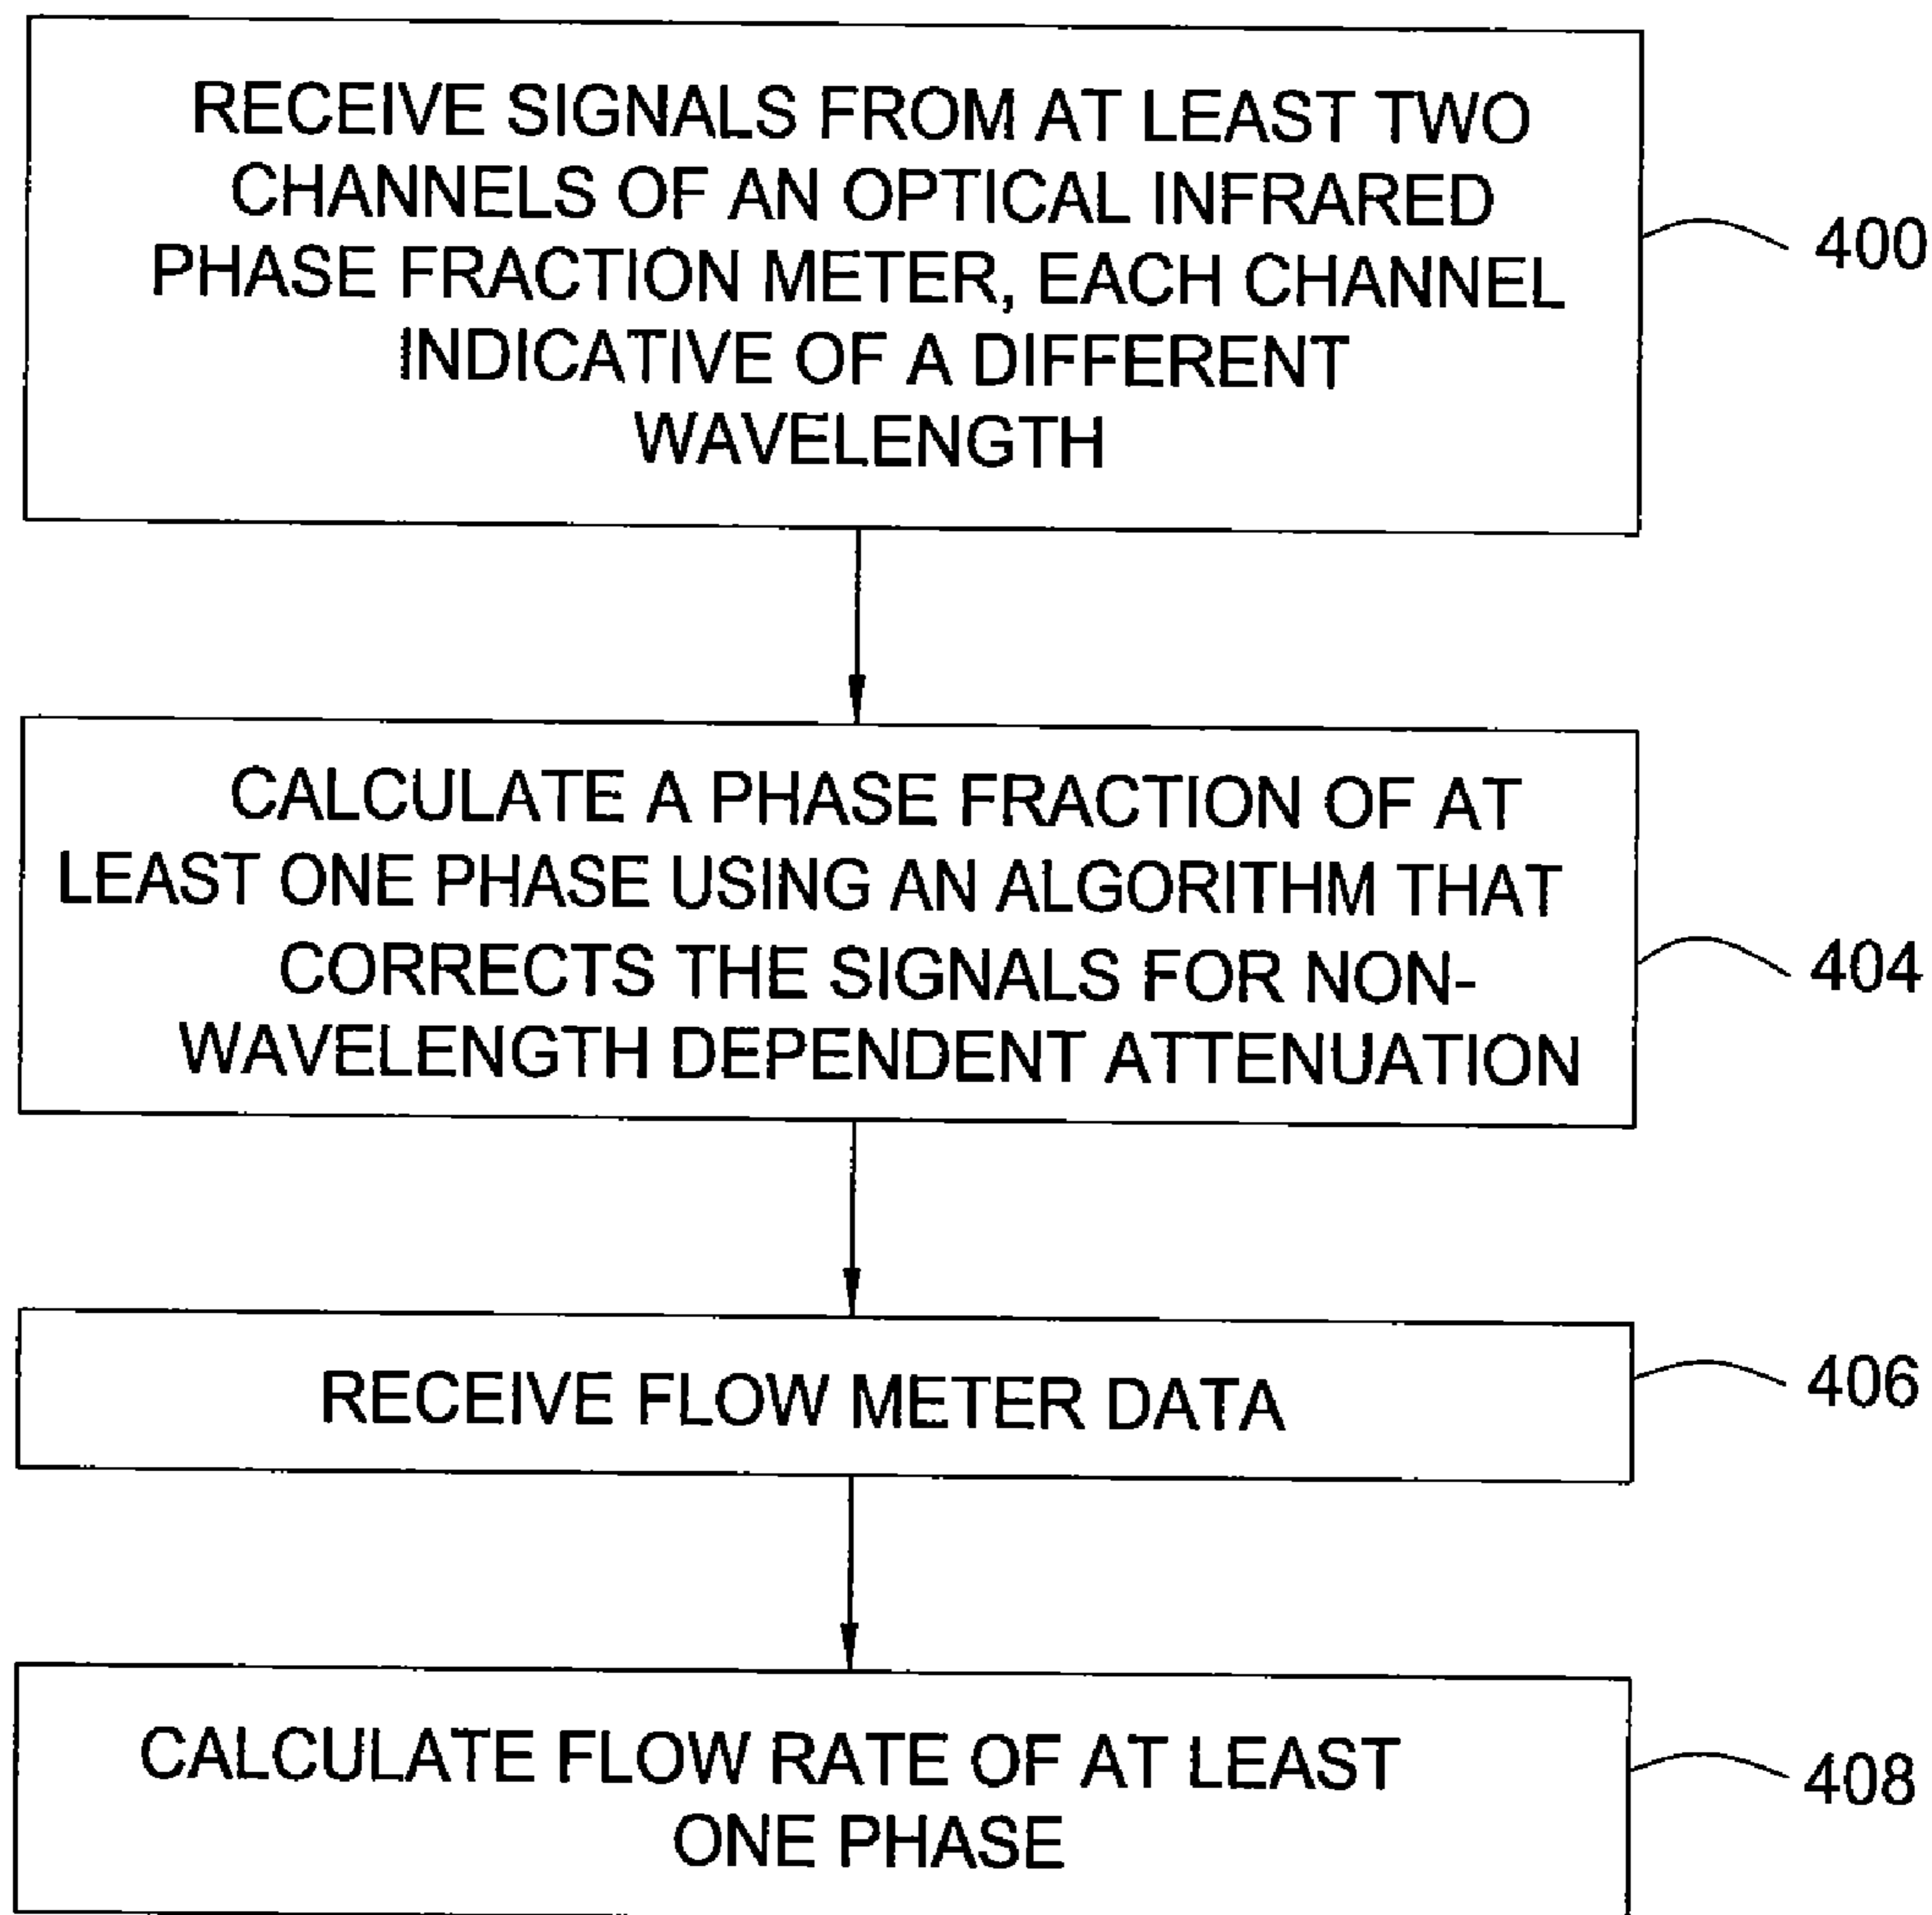 RECEIVE SIGNALS FROM AT LEAST TWO
CHANNELS OF AN OPTICAL INFRARED
PHASE FRACTION METER, EACH CHANNEL
INDICATIVE OF A DIFFERENT
WAVELENGTH
400
CALCULATE A PHASE FRACTION OF AT
LEAST ONE PHASE USING AN ALGORITHM THAT
CORRECTS THE SIGNALS FOR NON-
WAVELENGTH DEPENDENT ATTENUATION
404
RECEIVE FLOW METER DATA
406
CALCULATE FLOW RATE OF AT LEAST
ONE PHASE
408